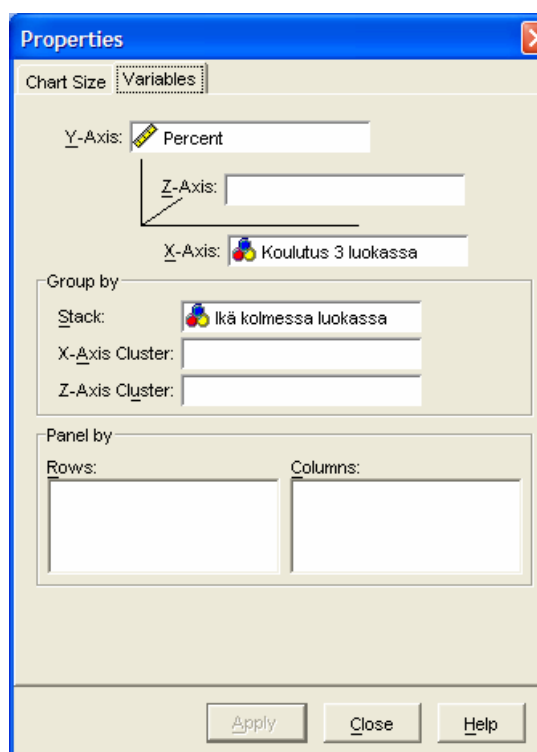 Properties
Chart Size Variables
Y-Axis: Percent
Z-Axis:
X-Axis: Koulutus 3 luokassa
Group by
Stack: Ikä kolmessa luokassa
X-Axis Cluster:
Z-Axis Cluster:
Panel by
Rows: Columns:
Apply Close Help